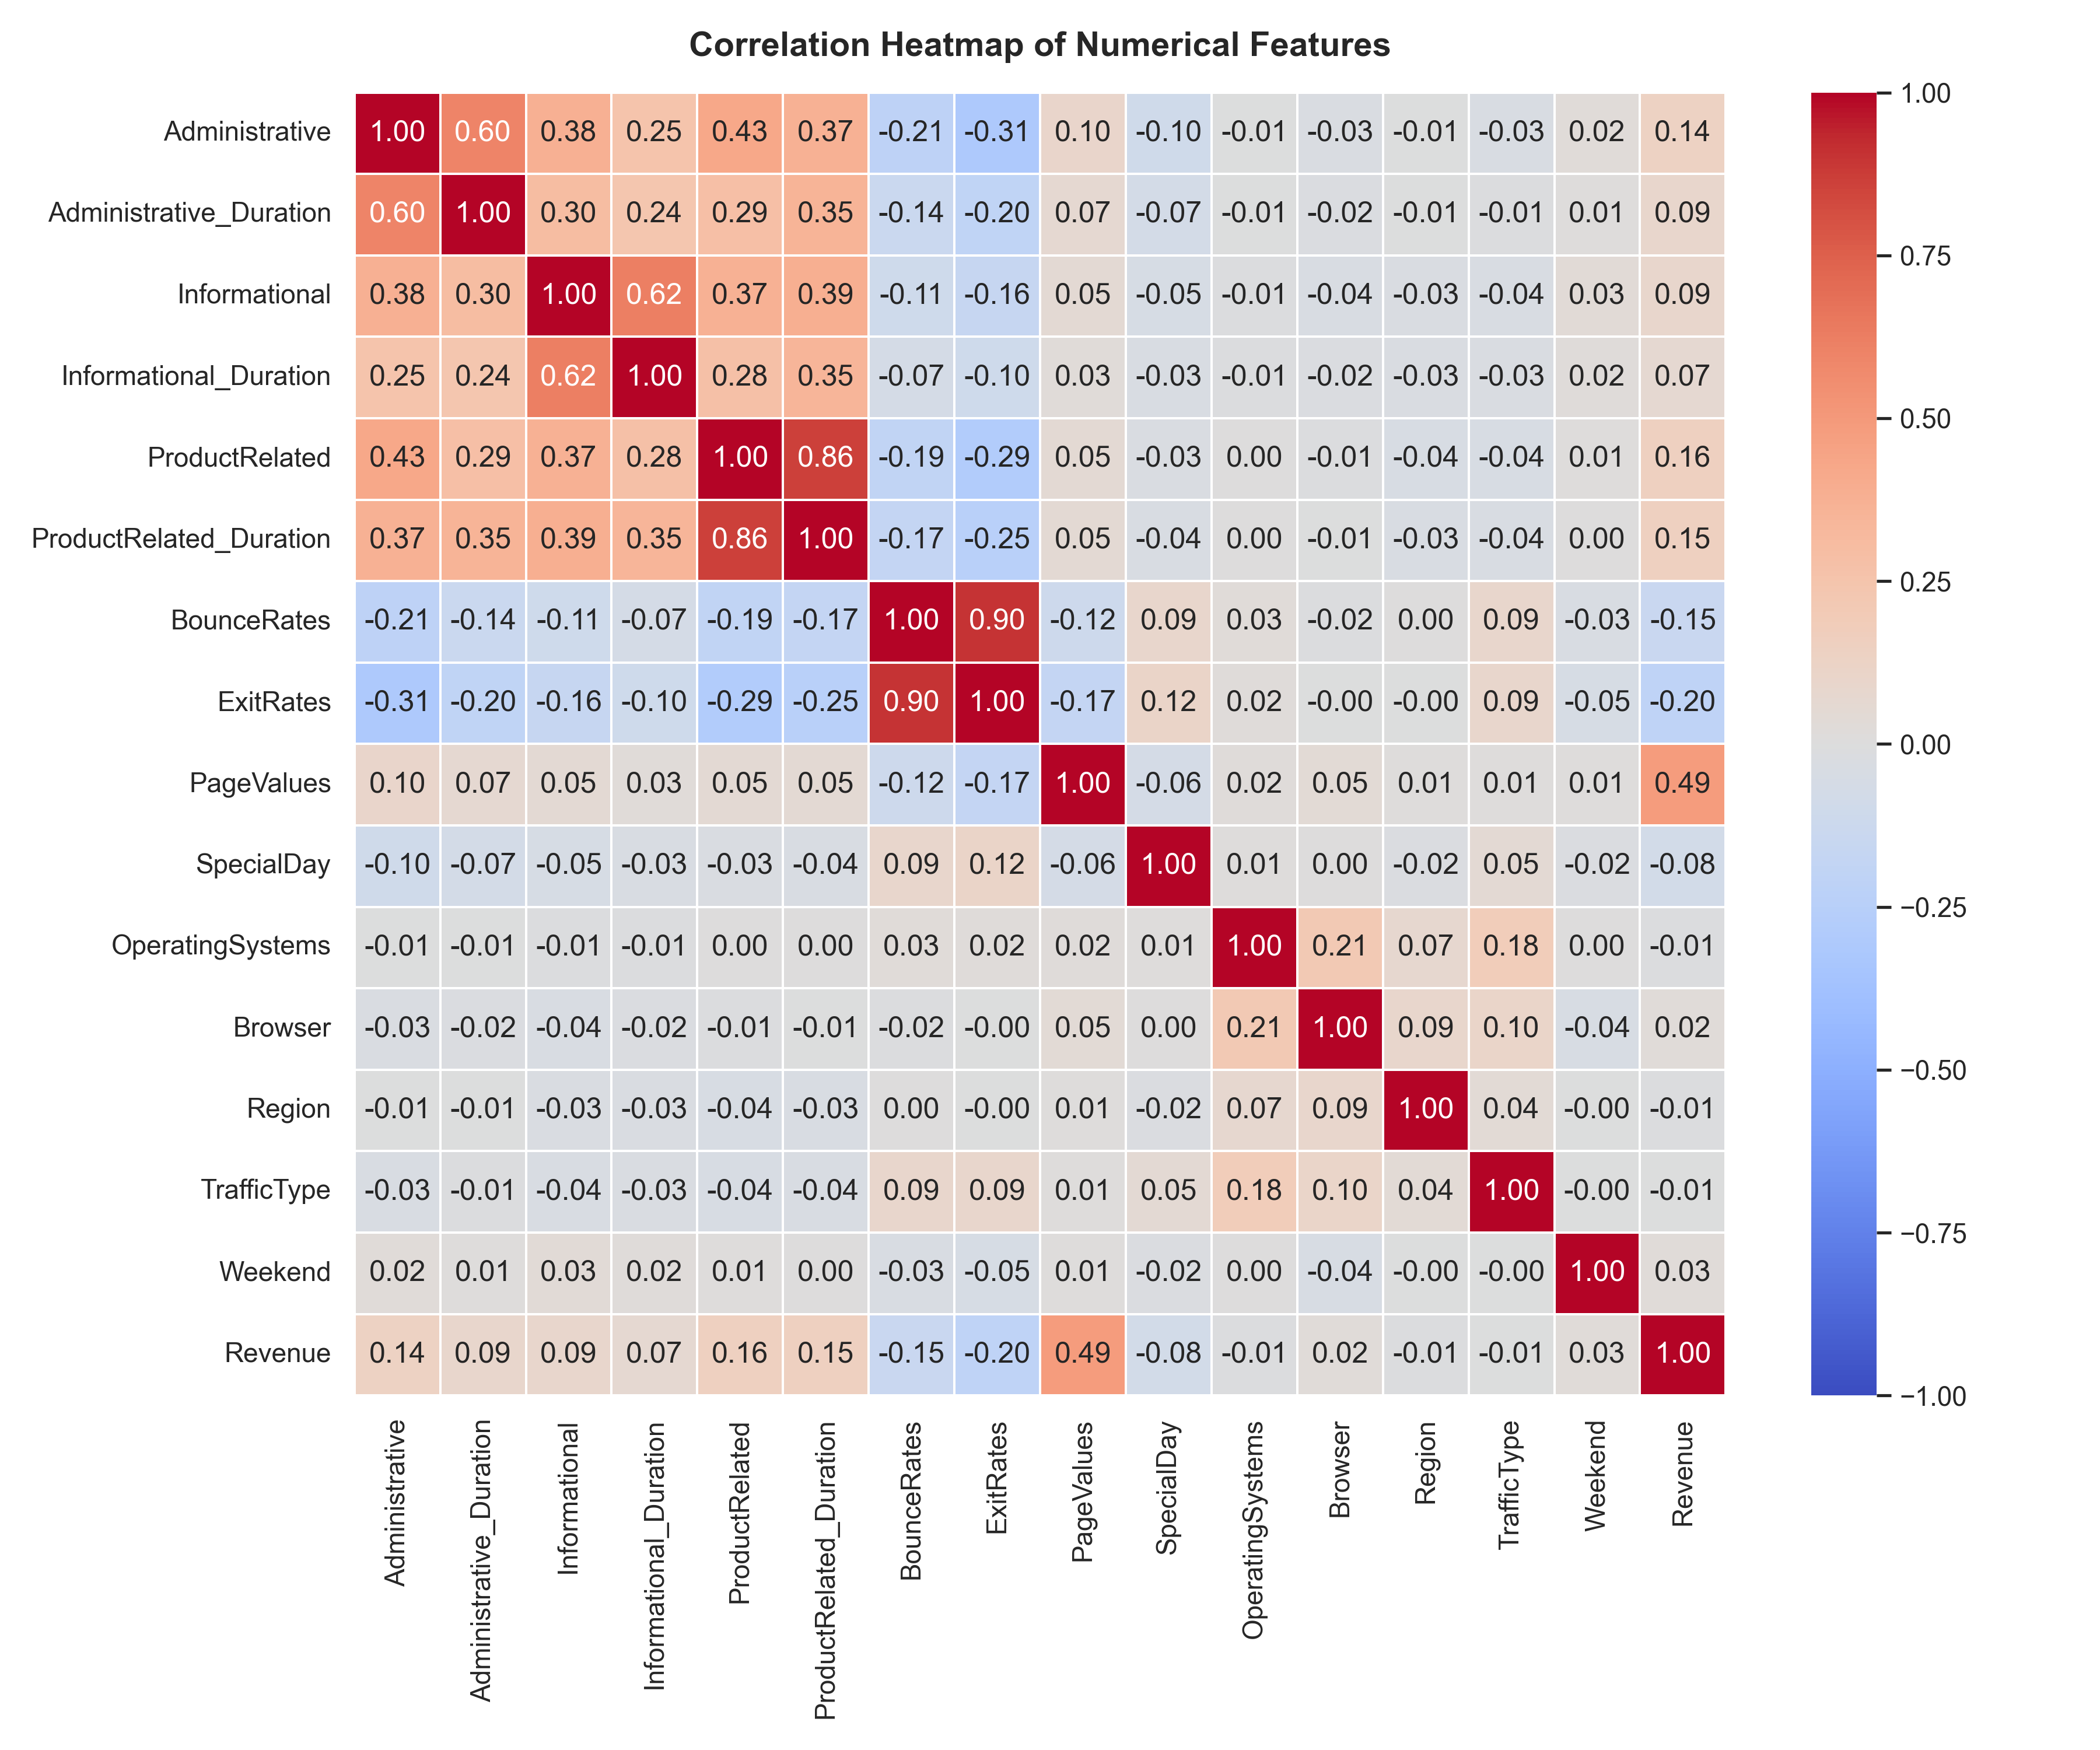 Correlation Heatmap of Numerical Features
Administrative 1.00 0.60 0.38 0.25 0.43 0.37 -0.21 -0.31 0.10 -0.10 -0.01 -0.03 -0.01 -0.03 0.02 0.14
Administrative_Duration 0.60 1.00 0.30 0.24 0.29 0.35 -0.14 -0.20 0.07 -0.07 -0.01 -0.02 -0.01 -0.01 0.01 0.09
Informational 0.38 0.30 1.00 0.62 0.37 0.39 -0.11 -0.16 0.05 -0.05 -0.01 -0.04 -0.03 -0.04 0.03 0.09
Informational_Duration 0.25 0.24 0.62 1.00 0.28 0.35 -0.07 -0.10 0.03 -0.03 -0.01 -0.02 -0.03 -0.03 0.02 0.07
ProductRelated 0.43 0.29 0.37 0.28 1.00 0.86 -0.19 -0.29 0.05 -0.03 0.00 -0.01 -0.04 -0.04 0.01 0.16
ProductRelated_Duration 0.37 0.35 0.39 0.35 0.86 1.00 -0.17 -0.25 0.05 -0.04 0.00 -0.01 -0.03 -0.04 0.00 0.15
BounceRates -0.21 -0.14 -0.11 -0.07 -0.19 -0.17 1.00 0.90 -0.12 0.09 0.03 -0.02 0.00 0.09 -0.03 -0.15
ExitRates -0.31 -0.20 -0.16 -0.10 -0.29 -0.25 0.90 1.00 -0.17 0.12 0.02 -0.00 -0.00 0.09 -0.05 -0.20
PageValues 0.10 0.07 0.05 0.03 0.05 0.05 -0.12 -0.17 1.00 -0.06 0.02 0.05 0.01 0.01 0.01 0.49
SpecialDay -0.10 -0.07 -0.05 -0.03 -0.03 -0.04 0.09 0.12 -0.06 1.00 0.01 0.00 -0.02 0.05 -0.02 -0.08
OperatingSystems -0.01 -0.01 -0.01 -0.01 0.00 0.00 0.03 0.02 0.02 0.01 1.00 0.21 0.07 0.18 0.00 -0.01
Browser -0.03 -0.02 -0.04 -0.02 -0.01 -0.01 -0.02 -0.00 0.05 0.00 0.21 1.00 0.09 0.10 -0.04 0.02
Region -0.01 -0.01 -0.03 -0.03 -0.04 -0.03 0.00 -0.00 0.01 -0.02 0.07 0.09 1.00 0.04 -0.00 -0.01
TrafficType -0.03 -0.01 -0.04 -0.03 -0.04 -0.04 0.09 0.09 0.01 0.05 0.18 0.10 0.04 1.00 -0.00 -0.01
Weekend 0.02 0.01 0.03 0.02 0.01 0.00 -0.03 -0.05 0.01 -0.02 0.00 -0.04 -0.00 -0.00 1.00 0.03
Revenue 0.14 0.09 0.09 0.07 0.16 0.15 -0.15 -0.20 0.49 -0.08 -0.01 0.02 -0.01 -0.01 0.03 1.00
Administrative
Administrative_Duration
Informational
Informational_Duration
ProductRelated
ProductRelated_Duration
BounceRates
ExitRates
PageValues
SpecialDay
OperatingSystems
Browser
Region
TrafficType
Weekend
Revenue
1.00
0.75
0.50
0.25
0.00
−0.25
−0.50
−0.75
−1.00